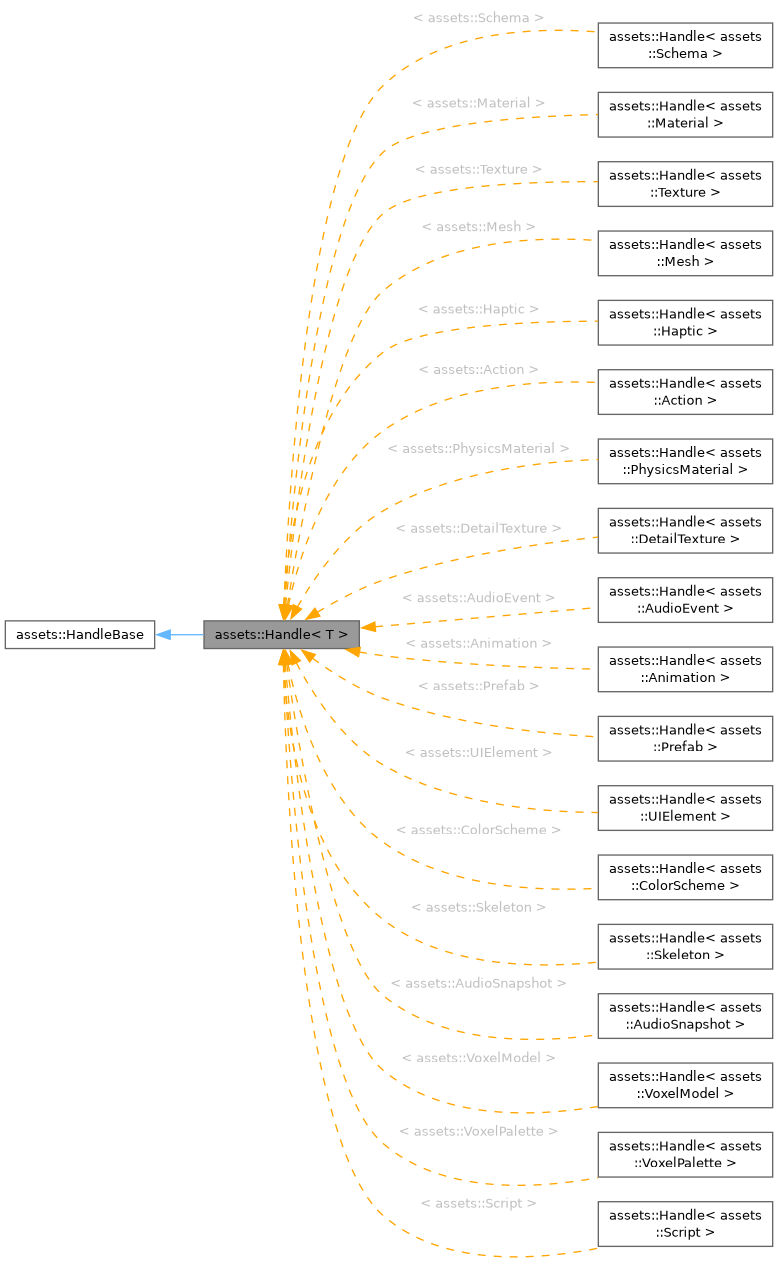 < assets::Schema >
assets::Handle< assets
::Schema >
< assets::Material >
assets::Handle< assets
::Material >
< assets::Texture >
assets::Handle< assets
::Texture >
< assets::Mesh >
assets::Handle< assets
::Mesh >
< assets::Haptic >
assets::Handle< assets
::Haptic >
< assets::Action >
assets::Handle< assets
::Action >
< assets::PhysicsMaterial >
assets::Handle< assets
::PhysicsMaterial >
< assets::DetailTexture >
assets::Handle< assets
::DetailTexture >
< assets::AudioEvent >
assets::Handle< assets
::AudioEvent >
assets::HandleBase
assets::Handle< T >
< assets::Animation >
assets::Handle< assets
::Animation >
< assets::Prefab >
assets::Handle< assets
::Prefab >
< assets::UIElement >
assets::Handle< assets
::UIElement >
< assets::ColorScheme >
assets::Handle< assets
::ColorScheme >
< assets::Skeleton >
assets::Handle< assets
::Skeleton >
< assets::AudioSnapshot >
assets::Handle< assets
::AudioSnapshot >
< assets::VoxelModel >
assets::Handle< assets
::VoxelModel >
< assets::VoxelPalette >
assets::Handle< assets
::VoxelPalette >
< assets::Script >
assets::Handle< assets
::Script >